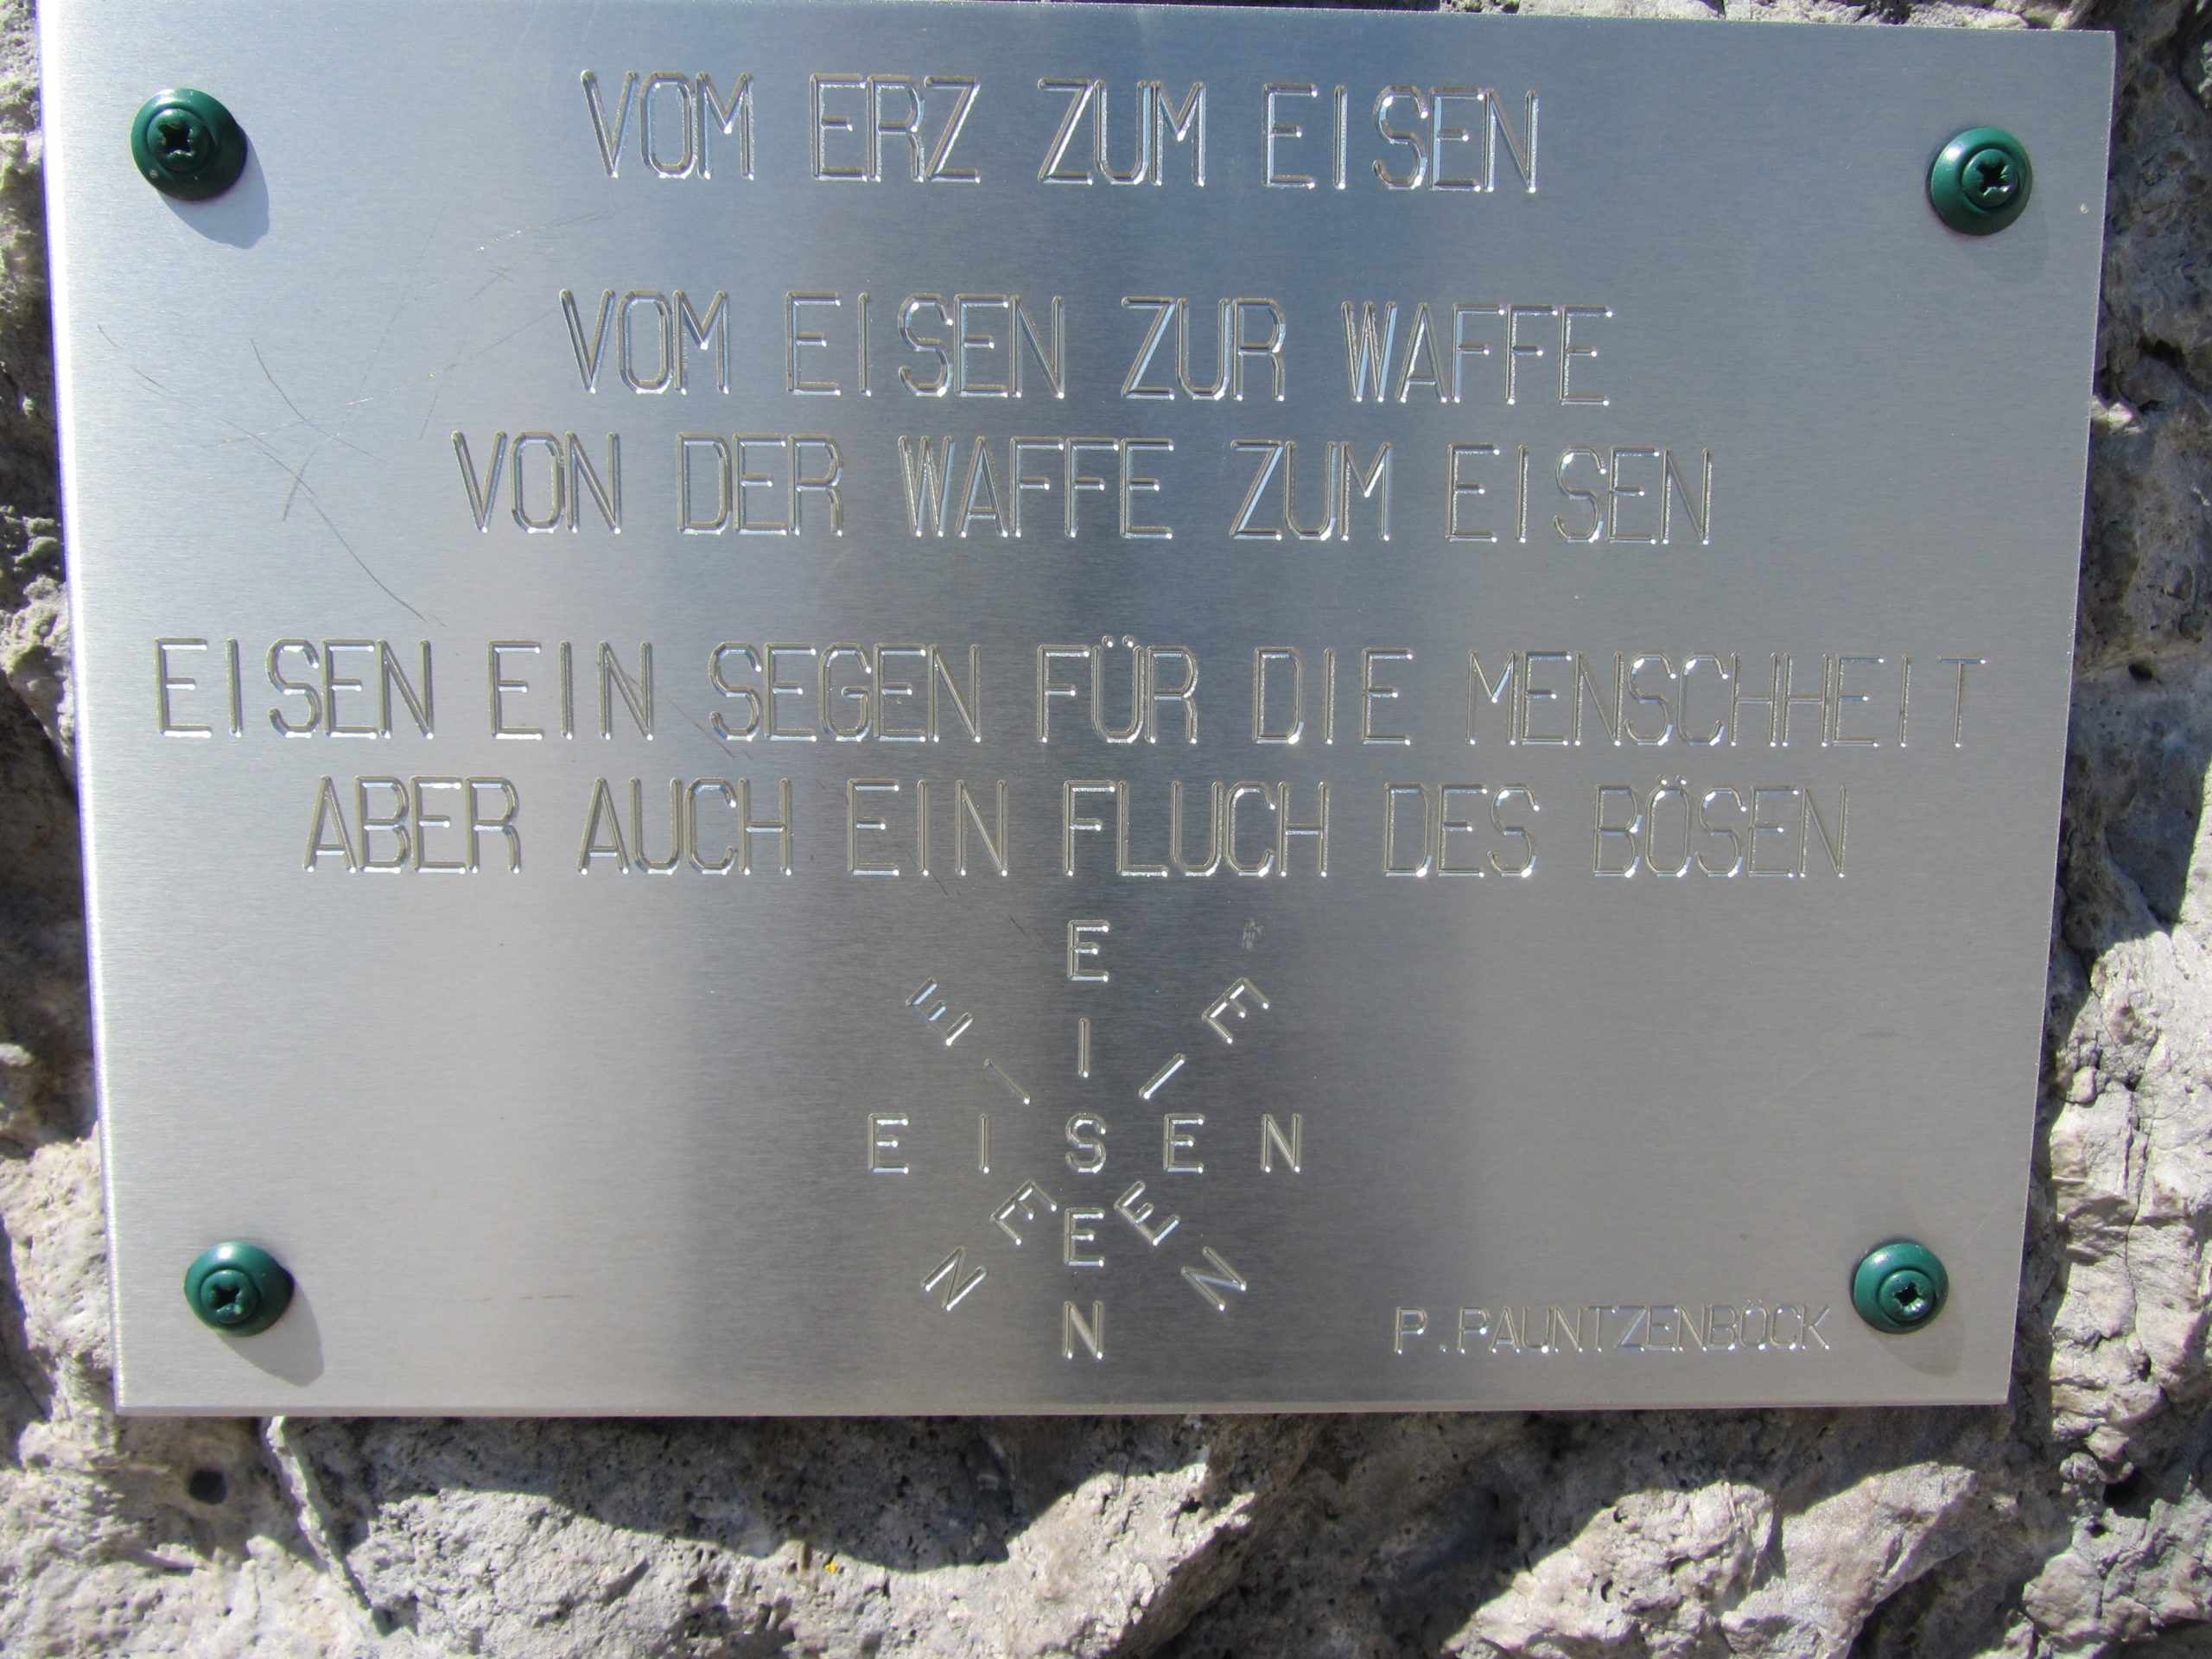 VOM ERZ ZUM EISEN
VOM EISEN ZUR WAFFE
VON DER WAFFE ZUM EISEN
EISEN EIN SEGEN FÜR DIE MENSCHHEIT
ABER AUCH EIN FLUCH DES BÖSEN
E
E E
I
I I
E I S E N
E E E
N N
N
P.PAUNTZENBÖCK